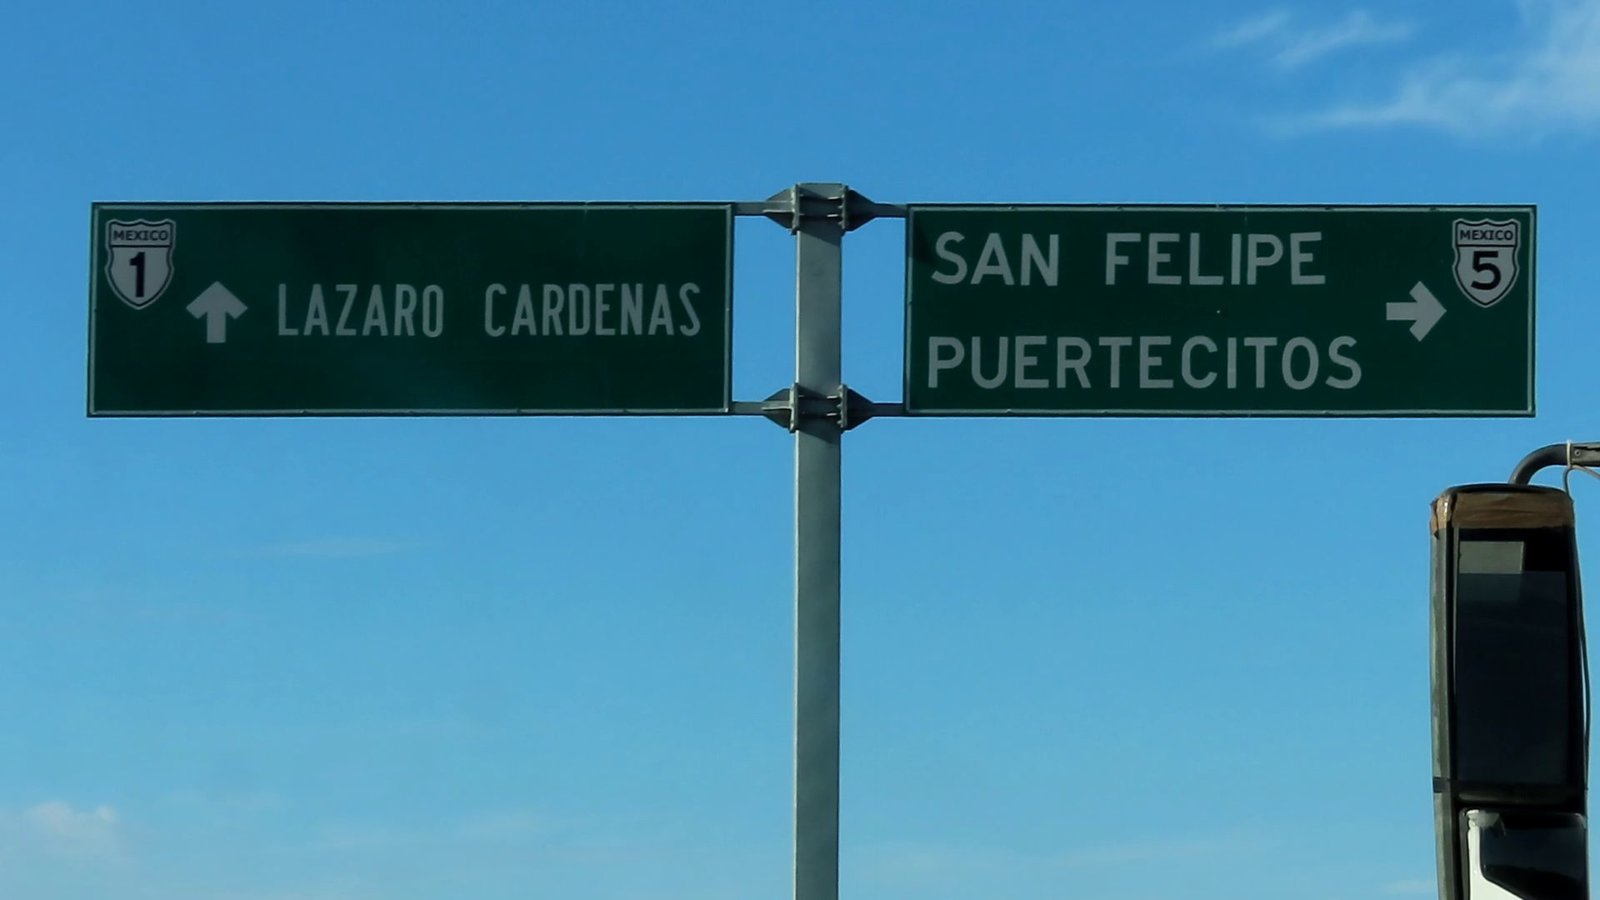 MEXICO
1
LAZARO CARDENAS
SAN FELIPE
PUERTECITOS
MEXICO
5